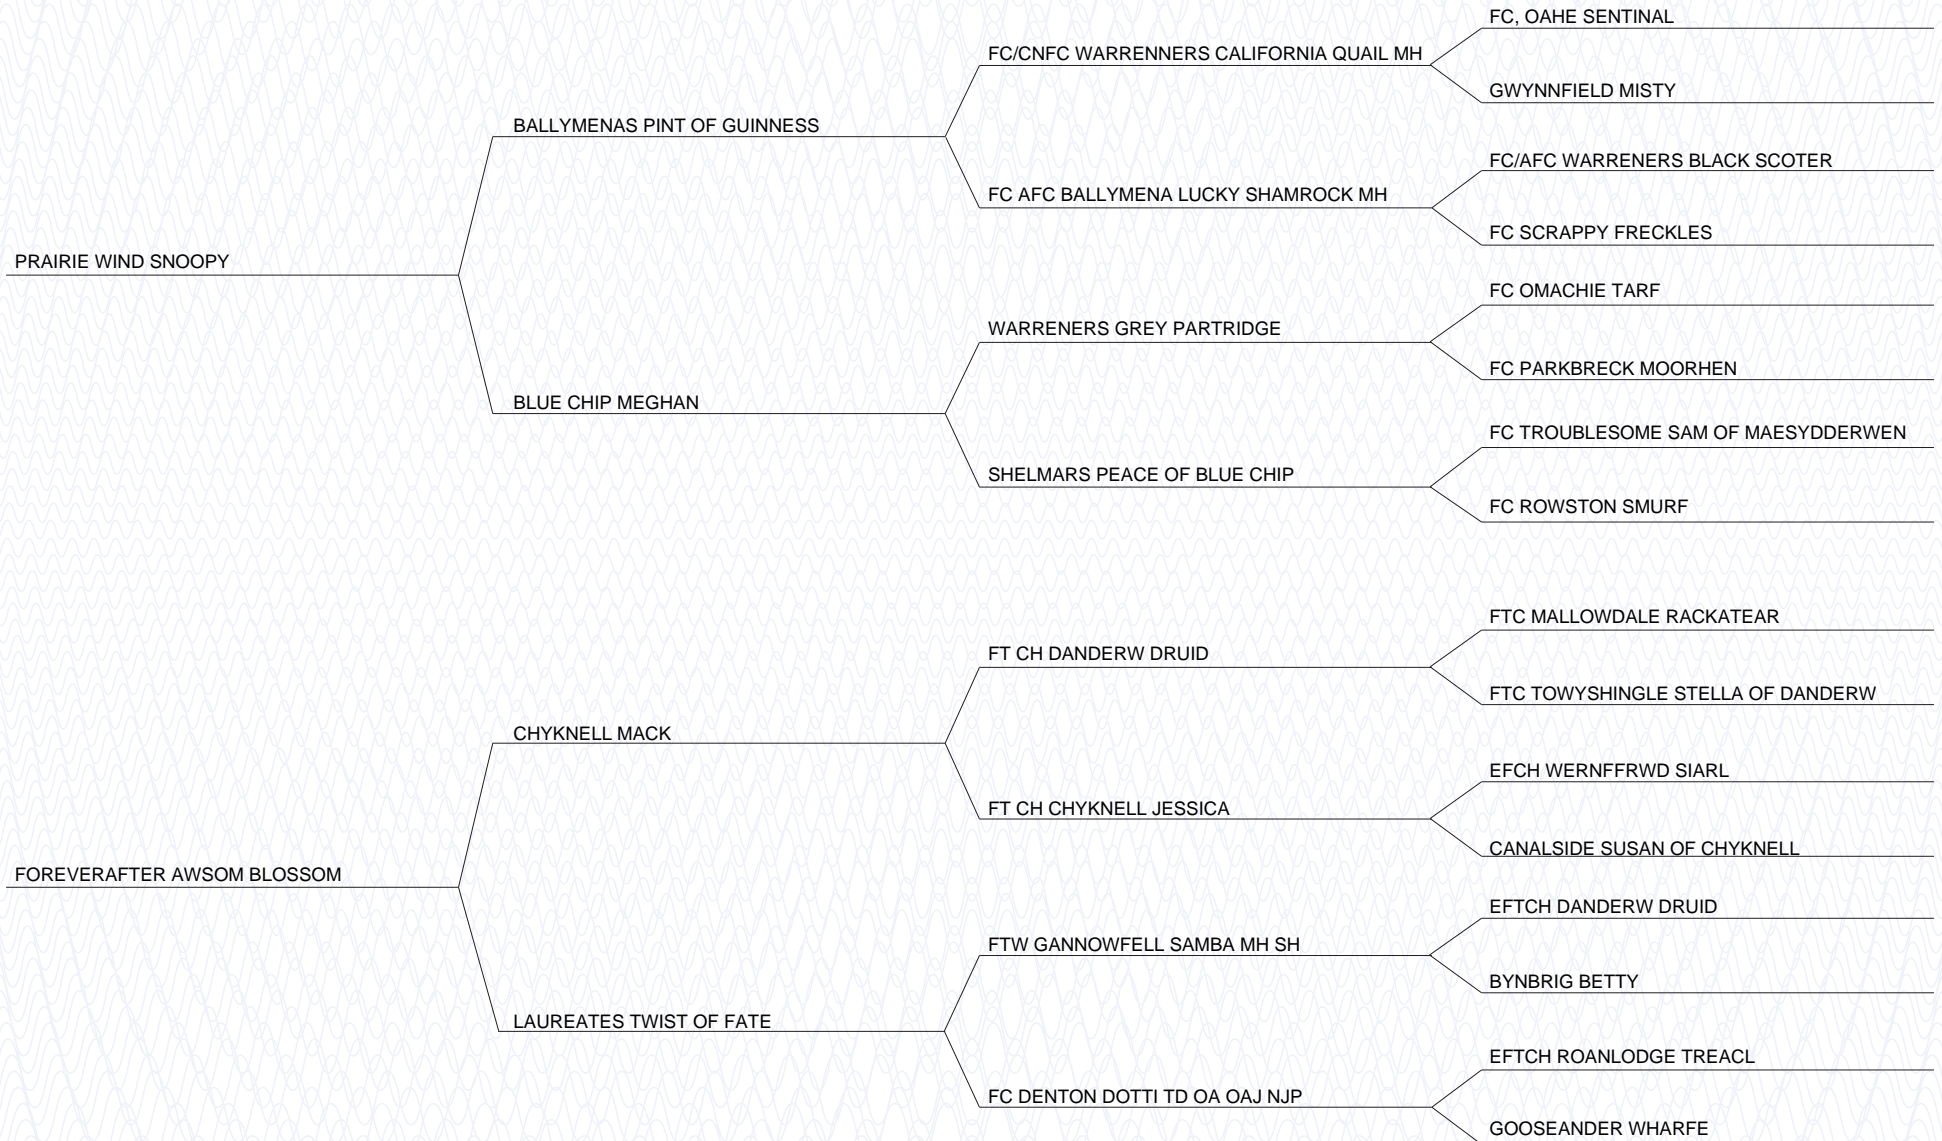 FC, OAHE SENTINAL
FC/CNFC WARRENNERS CALIFORNIA QUAIL MH
GWYNNFIELD MISTY
BALLYMENAS PINT OF GUINNESS
FC/AFC WARRENERS BLACK SCOTER
FC AFC BALLYMENA LUCKY SHAMROCK MH
FC SCRAPPY FRECKLES
PRAIRIE WIND SNOOPY
FC OMACHIE TARF
WARRENERS GREY PARTRIDGE
FC PARKBRECK MOORHEN
BLUE CHIP MEGHAN
FC TROUBLESOME SAM OF MAESYDDERWEN
SHELMARS PEACE OF BLUE CHIP
FC ROWSTON SMURF
FTC MALLOWDALE RACKATEAR
FT CH DANDERW DRUID
FTC TOWYSHINGLE STELLA OF DANDERW
CHYKNELL MACK
EFCH WERNFFRWD SIARL
FT CH CHYKNELL JESSICA
CANALSIDE SUSAN OF CHYKNELL
FOREVERAFTER AWSOM BLOSSOM
EFTCH DANDERW DRUID
FTW GANNOWFELL SAMBA MH SH
BYNBRIG BETTY
LAUREATES TWIST OF FATE
EFTCH ROANLODGE TREACL
FC DENTON DOTTI TD OA OAJ NJP
GOOSEANDER WHARFE